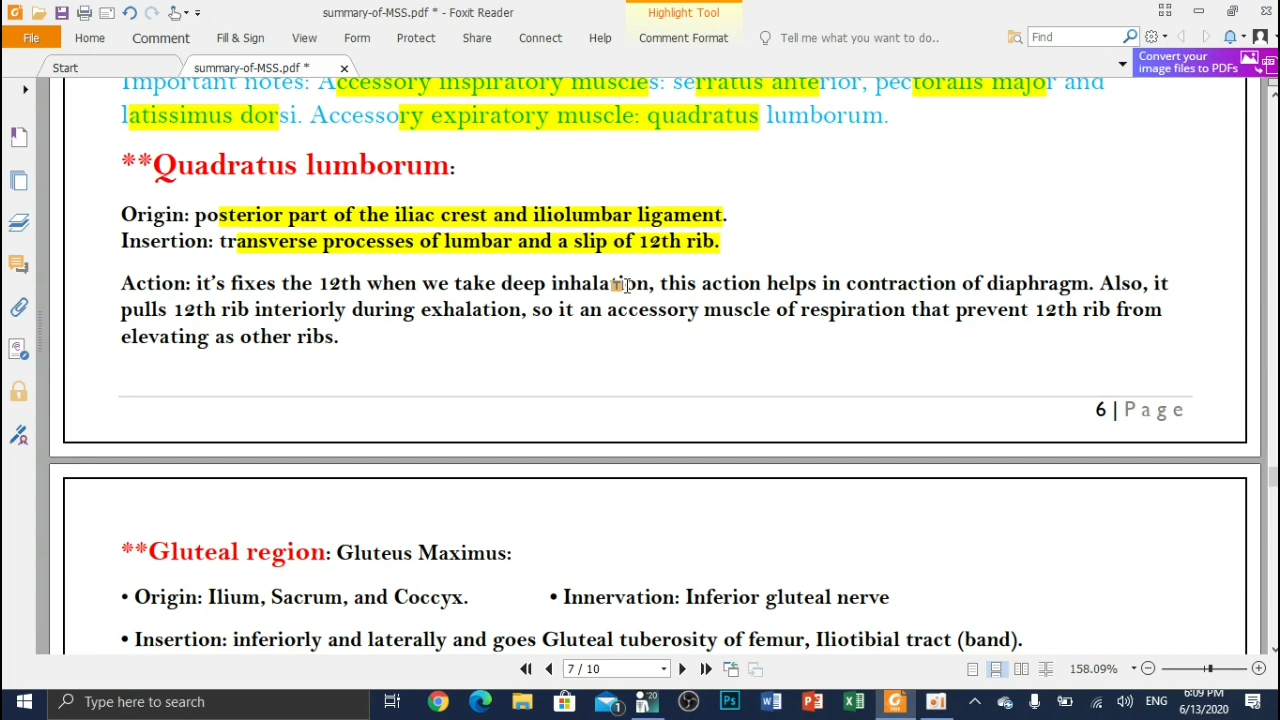 summary-of-MSS.pdf * - Foxit Reader
Highlight Tool
File Home Comment Fill & Sign View Form Protect Share Connect Help Comment Format Tell me what you want to do.. Find
Start summary-of-MSS.pdf * Convert your
image files to PDFs
Important notes: Accessory inspiratory muscles: serratus anterior, pectoralis major and
latissimus dorsi. Accessory expiratory muscle: quadratus lumborum.
**Quadratus lumborum:
Origin: posterior part of the iliac crest and iliolumbar ligament.
Insertion: transverse processes of lumbar and a slip of 12th rib.
Action: it's fixes the 12th when we take deep inhalation, this action helps in contraction of diaphragm. Also, it
pulls 12th rib interiorly during exhalation, so it an accessory muscle of respiration that prevent 12th rib from
elevating as other ribs.
6 | Page
**Gluteal region: Gluteus Maximus:
• Origin: Ilium, Sacrum, and Coccyx. • Innervation: Inferior gluteal nerve
• Insertion: inferiorly and laterally and goes Gluteal tuberosity of femur, Iliotibial tract (band).
7 / 10 158.09%
Type here to search ENG 6:09 PM
6/13/2020